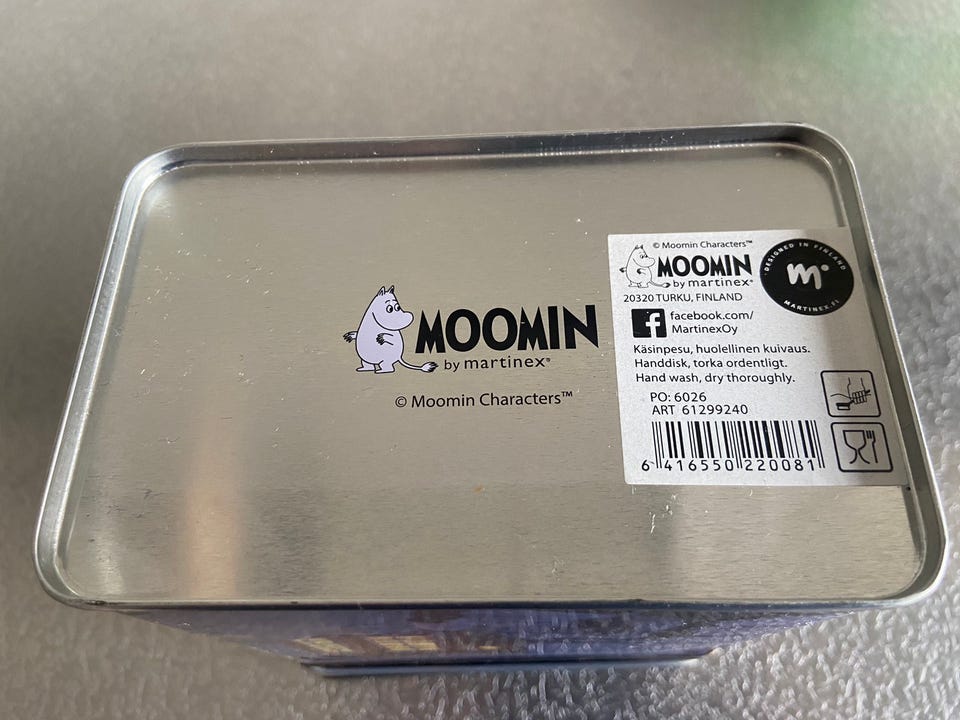 MOOMIN
by martinex®
© Moomin Characters™
© Moomin Characters™
MOOMIN
by martinex®
20320 TURKU, FINLAND
DESIGNED IN FINLAND
m
MARTINEX.FI
f
facebook.com/
MartinexOy
Käsinpesu, huolellinen kuivaus.
Handdisk, torka ordentligt.
Hand wash, dry thoroughly.
PO: 6026
ART 61299240
6 416550 220081